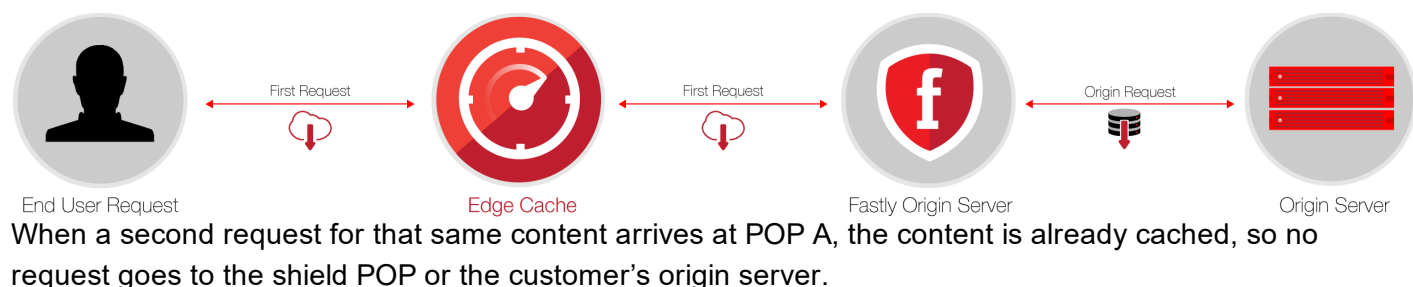 First Request
First Request
Origin Request
f
End User Request
Edge Cache
Fastly Origin Server
Origin Server
When a second request for that same content arrives at POP A, the content is already cached, so no
request goes to the shield POP or the customer’s origin server.